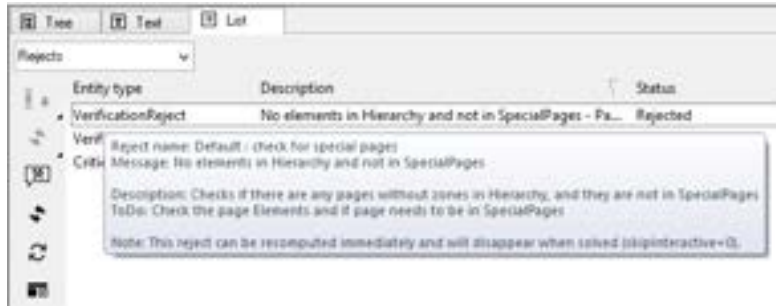 Tree Text List
Rejects
Entity type Description Status
VerificationReject No elements in Hierarchy and not in SpecialPages - Pa... Rejected
Verifi
Critic
Reject name: Default - check for special pages
Message: No elements in Hierarchy and not in SpecialPages
Description: Checks if there are any pages without zones in Hierarchy, and they are not in SpecialPages
ToDo: Check the page Elements and if page needs to be in SpecialPages
Note: This reject can be recomputed immediately and will disappear when solved (skipInteractive=0).